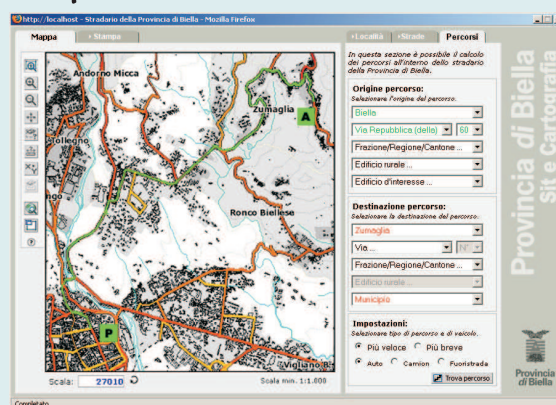 http://localhost - Stradario della Provincia di Biella - Mozilla Firefox
Mappa
Stampa
Località
Strade
Percorsi
Andorno Micca
Zumaglia
A
ollegno
ngo
Ronco Biellese
P
Vigliano B
Scala: 27010
Scala min. 1:1.000
In questa sezione è possibile il calcolo
dei percorsi all'interno dello stradario
della Provincia di Biella.
Origine percorso:
Selezionare l'origine del percorso.
Biella
Via Repubblica (della) 60
Frazione/Regione/Cantone ...
Edificio rurale ...
Edificio d'interesse ...
Destinazione percorso:
Selezionare la destinazione del percorso.
Zumaglia
Via ... N°
Frazione/Regione/Cantone ...
Edificio rurale ...
Municipio
Impostazioni:
Selezionare tipo di percorso e di veicolo.
Più veloce Più breve
Auto Camion Fuoristrada
Trova percorso
Provincia di Biella
Sit e Cartografia
Provincia
di Biella
Completato